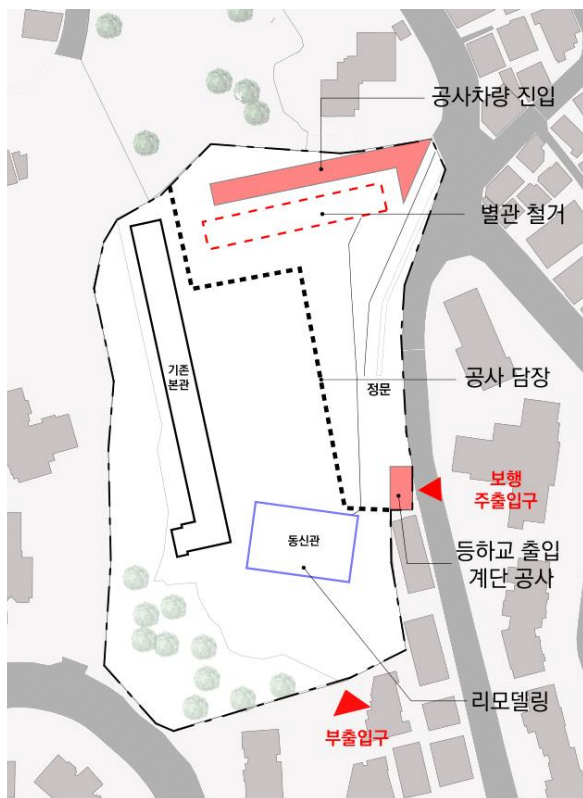 공사차량 진입
별관 철거
기존
본관
정문
공사 담장
보행
주출입구
동신관
등하교 출입
계단 공사
리모델링
부출입구